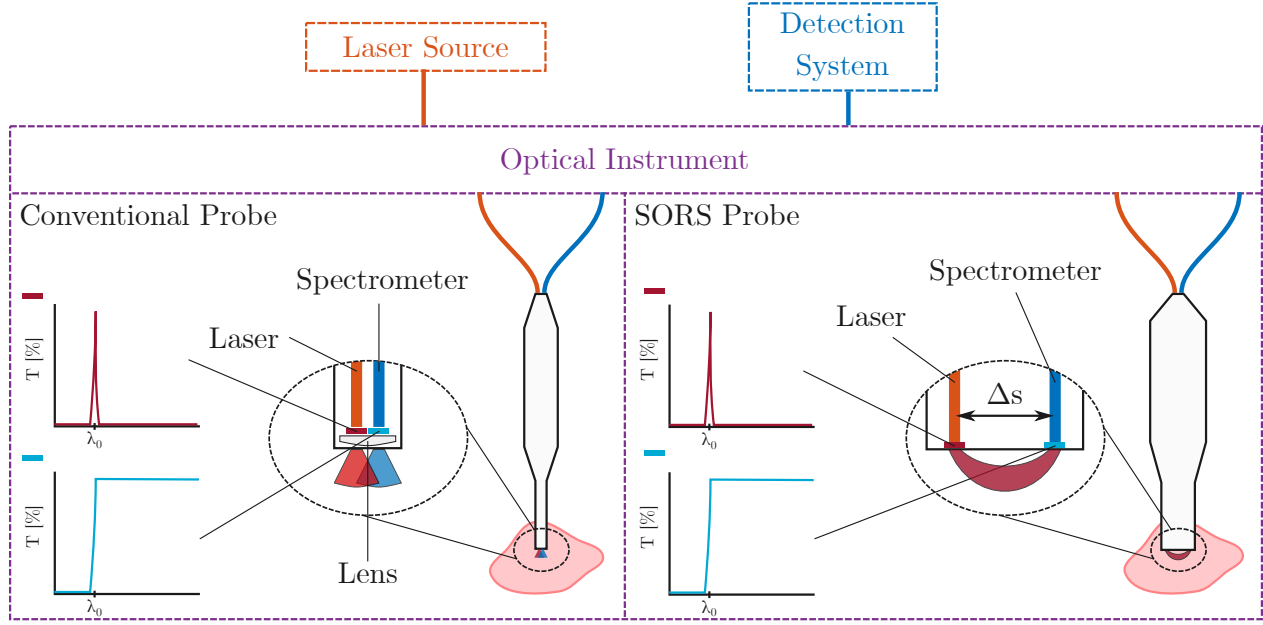 Laser Source
Detection
System
Optical Instrument
Conventional Probe
Spectrometer
Laser
T [%]
λ₀
T [%]
λ₀
Lens
SORS Probe
Spectrometer
Laser
Δs
T [%]
λ₀
T [%]
λ₀